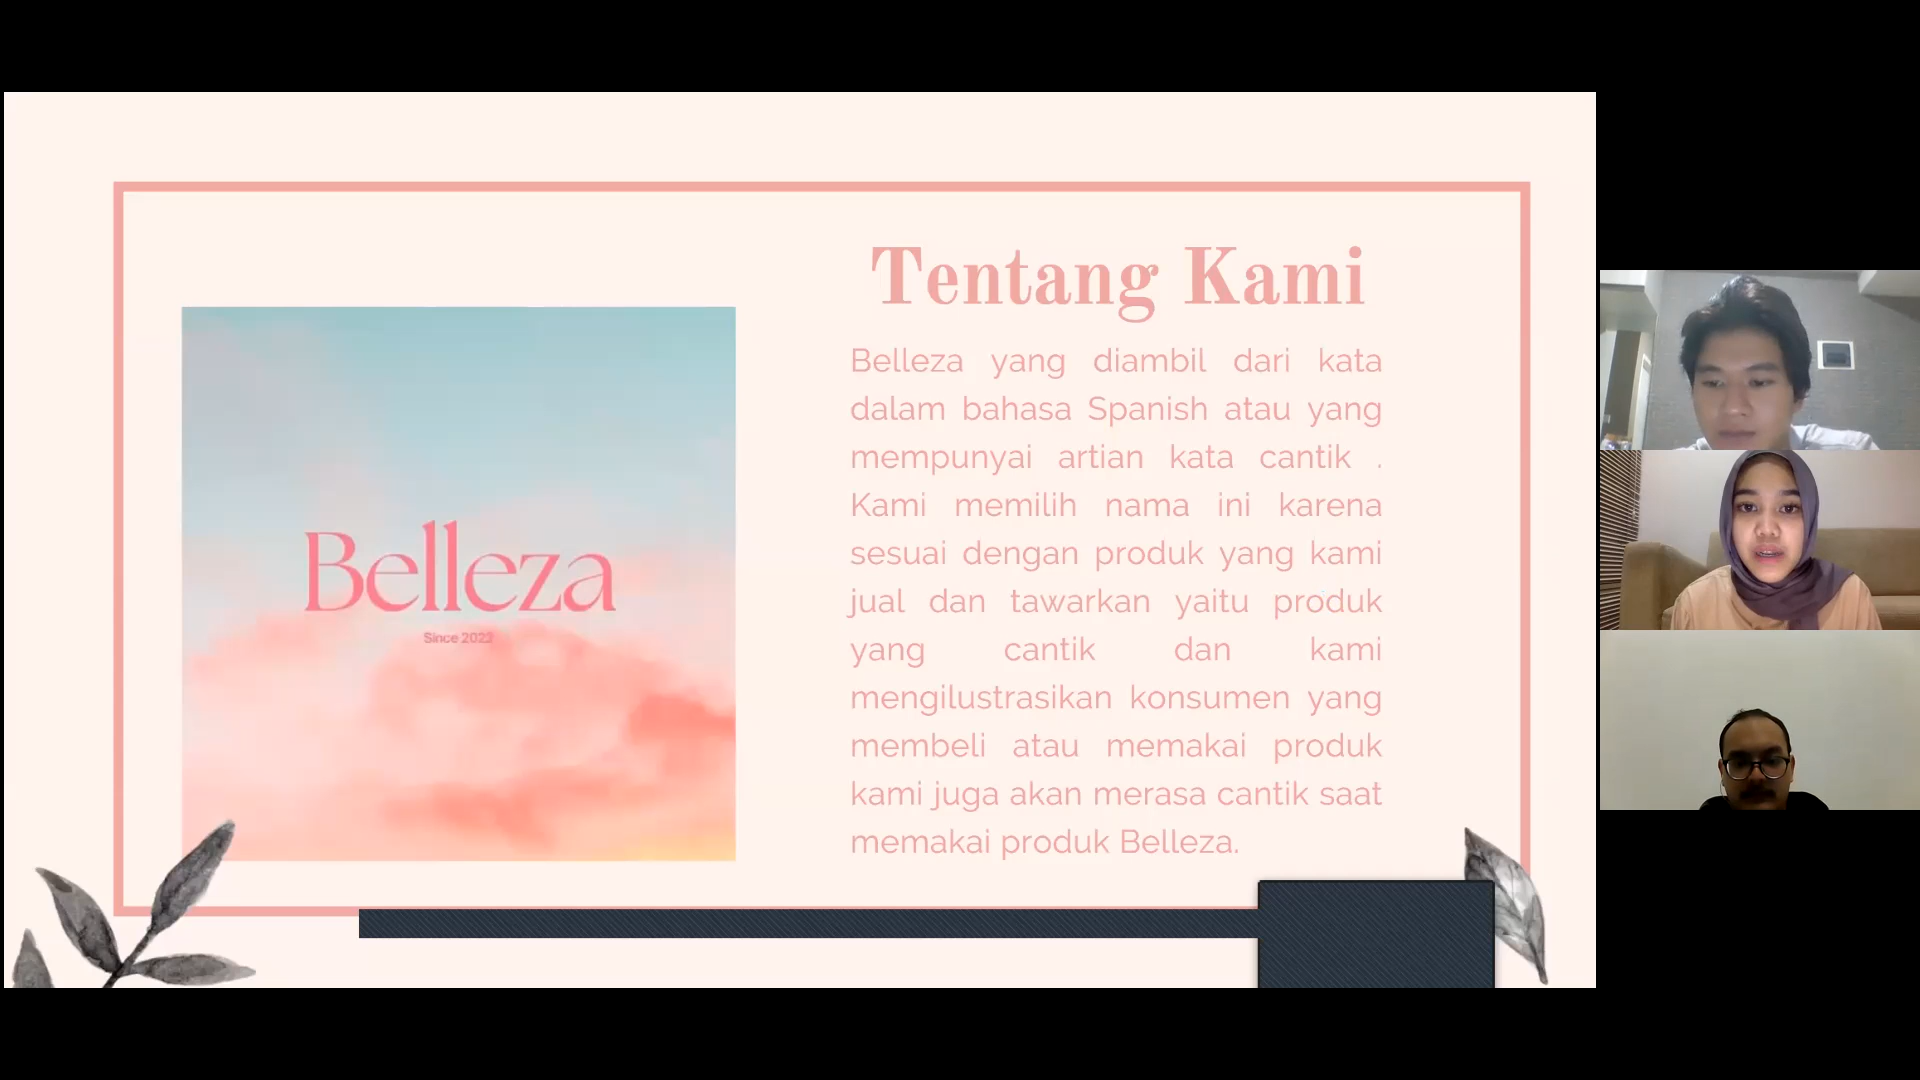 Tentang Kami
Belleza yang diambil dari kata
dalam bahasa Spanish atau yang
mempunyai artian kata cantik .
Kami memilih nama ini karena
sesuai dengan produk yang kami
jual dan tawarkan yaitu produk
yang cantik dan kami
mengilustrasikan konsumen yang
membeli atau memakai produk
kami juga akan merasa cantik saat
memakai produk Belleza.
Belleza
Since 2022